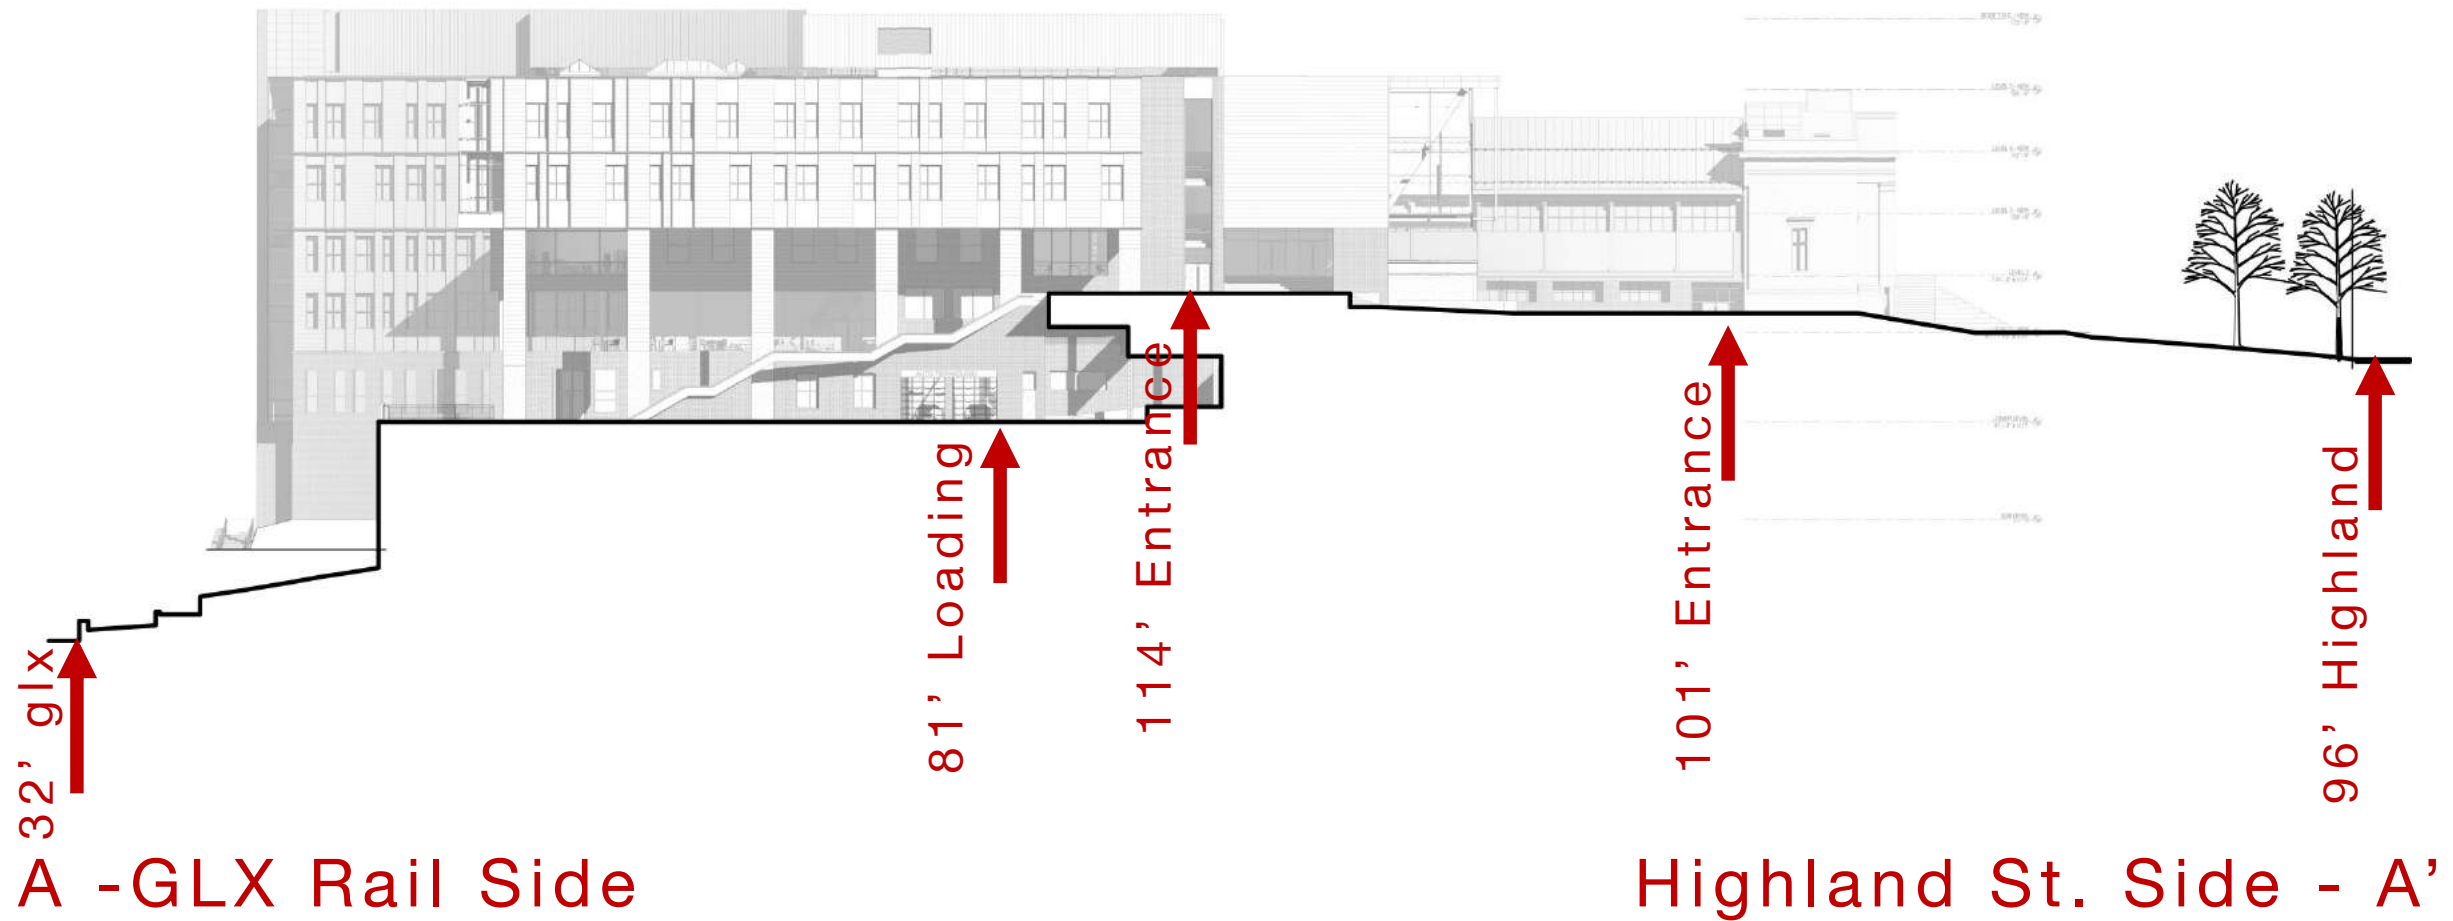 32’ glx
81’ Loading
114’ Entrance
101’ Entrance
96’ Highland
A -GLX Rail Side
Highland St. Side - A’